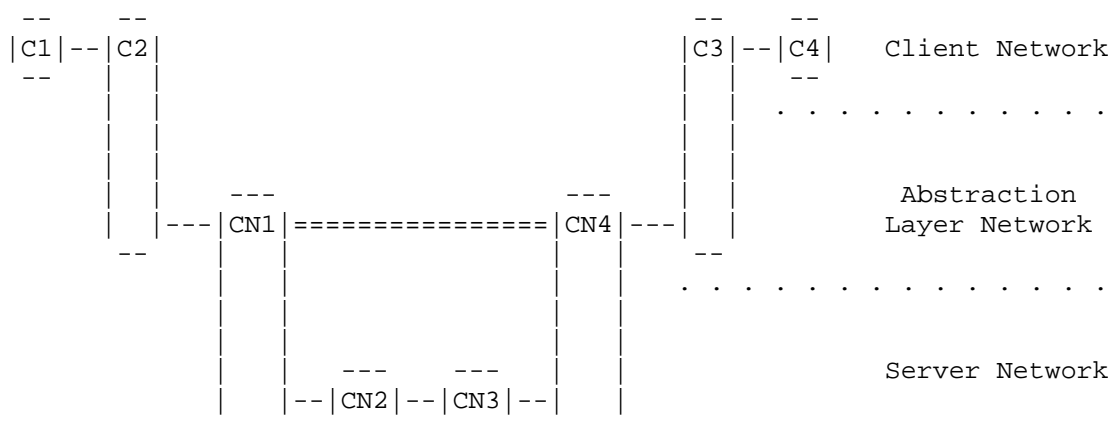 C1 C2 C3 C4 Client Network
Abstraction
CN1 CN4 Layer Network
Server Network
CN2 CN3